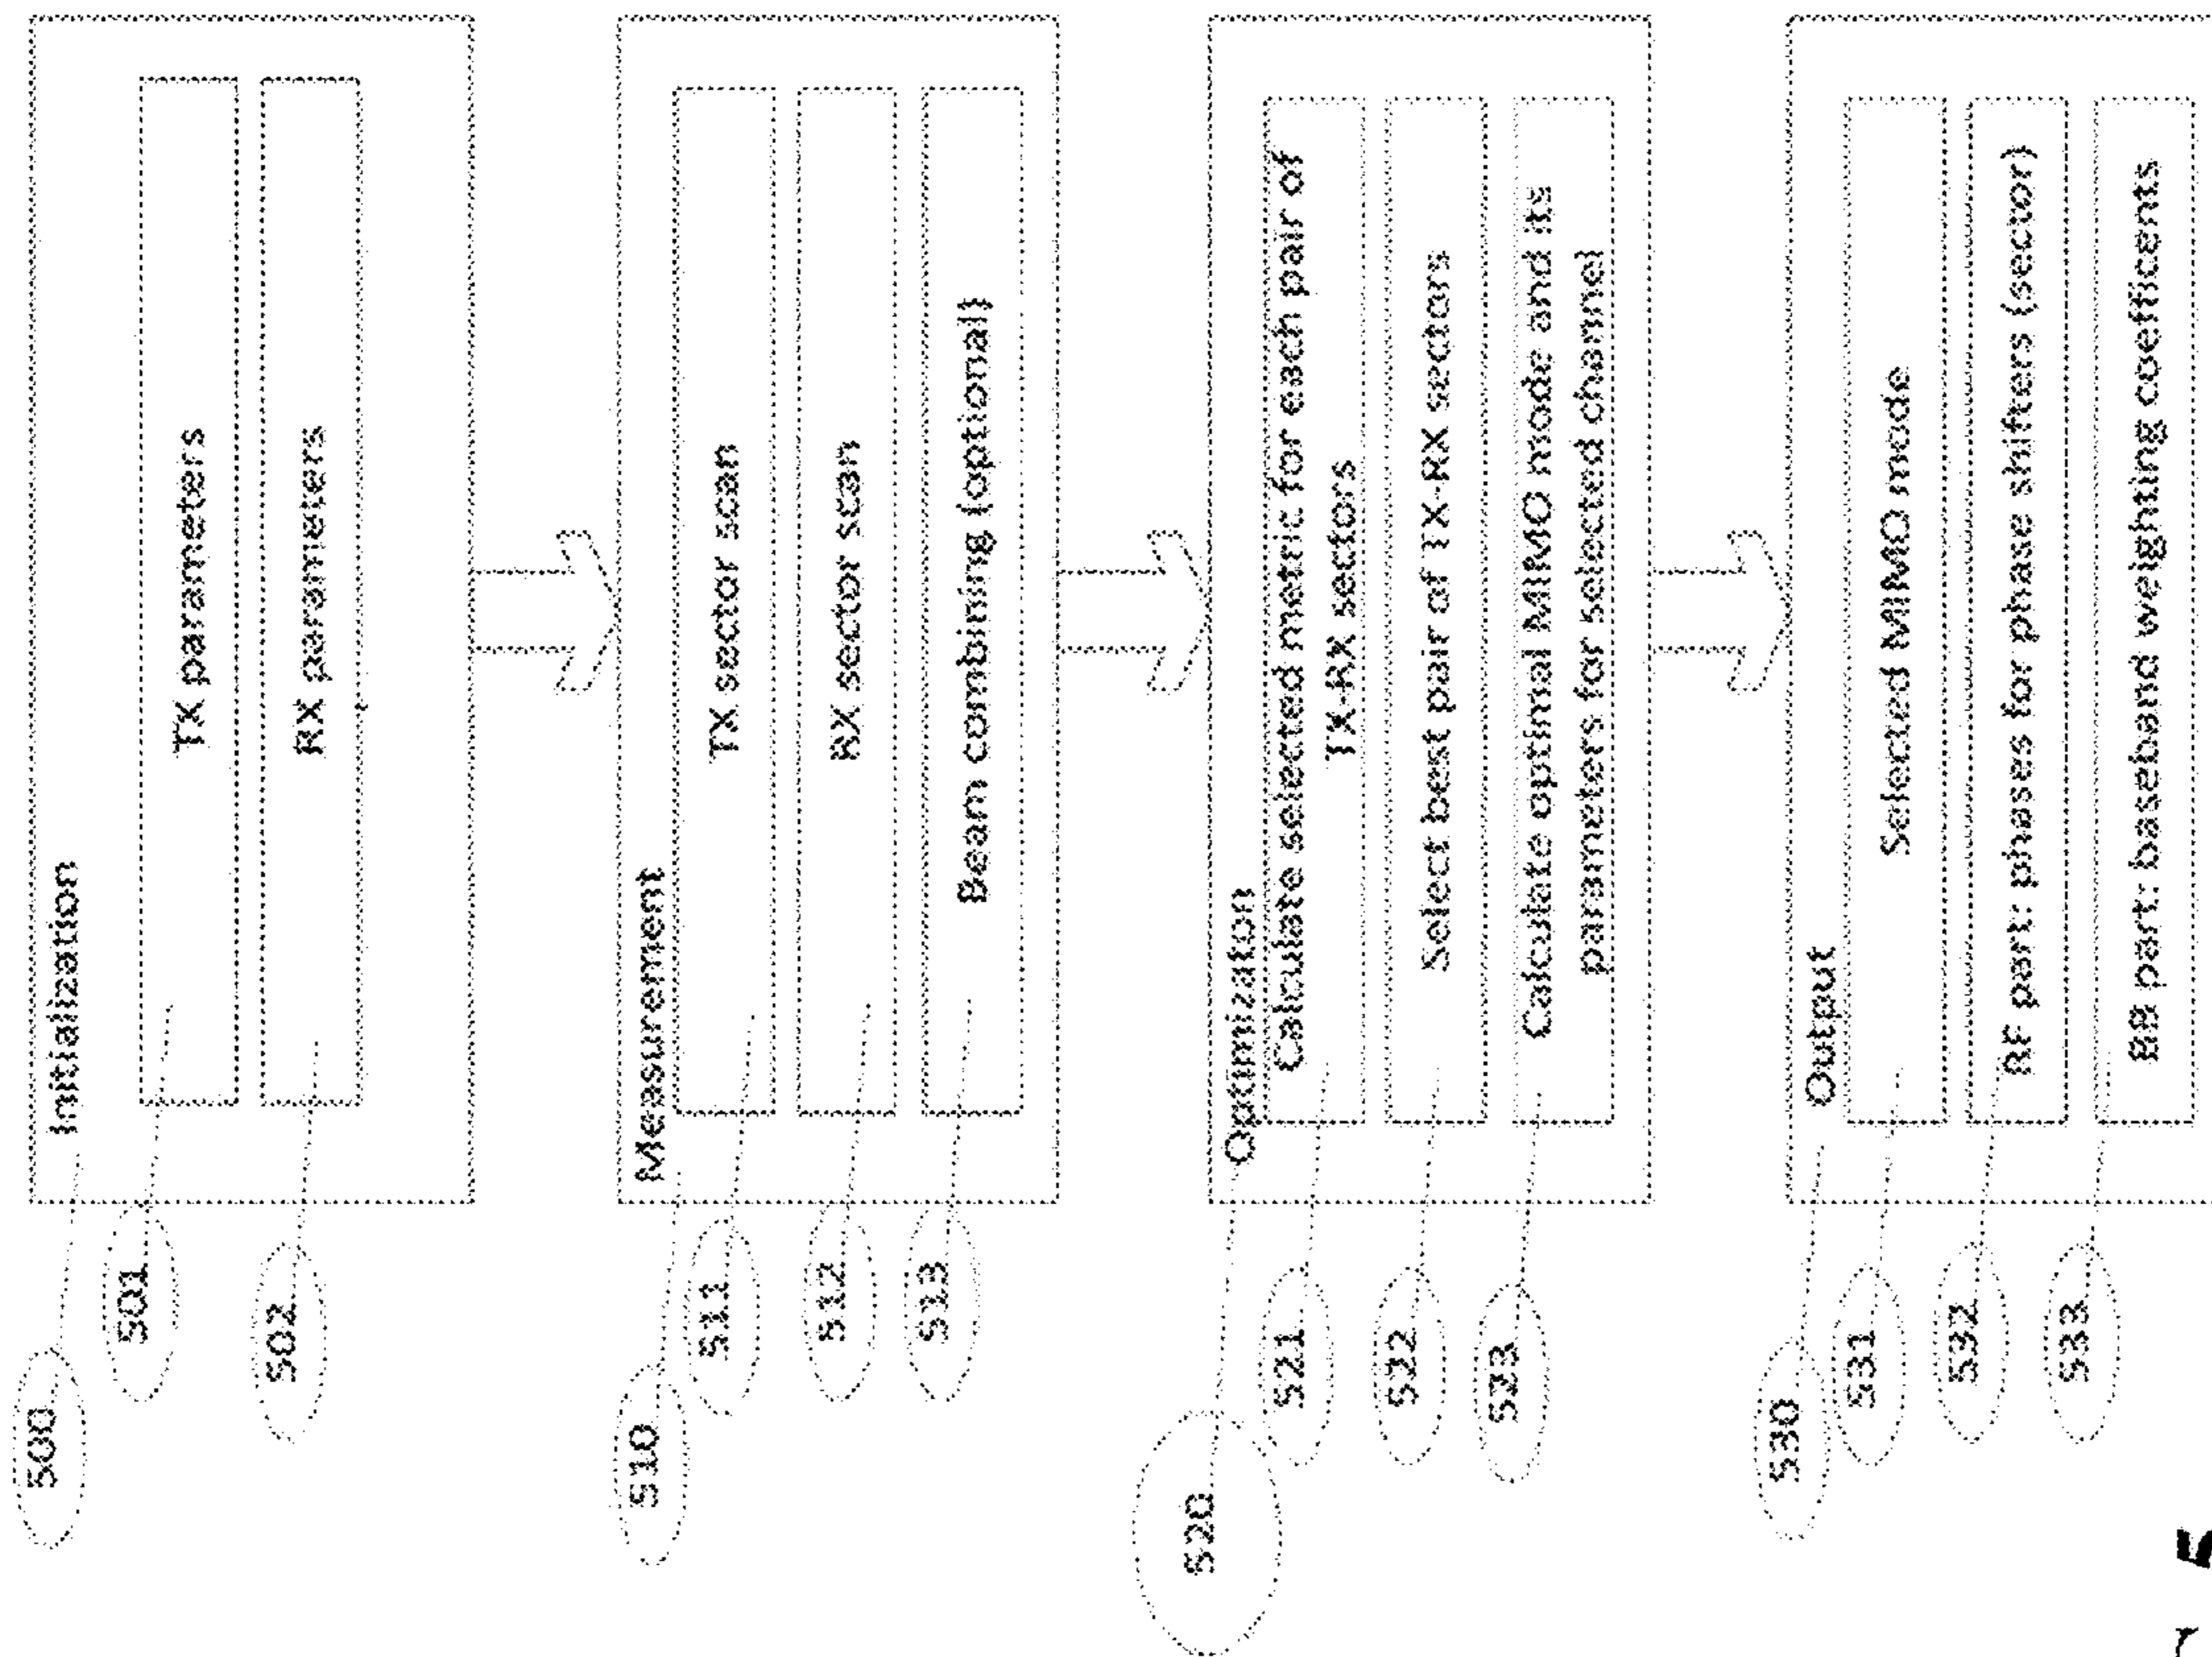 500
Initialization
501
TX parameters
502
RX parameters
510
Measurement
511
TX sector scan
512
RX sector scan
513
Beam combining (optional)
520
Optimizaton
521
Calculate selected metric for each pair of
TX-RX sectors
522
Select best pair of TX-RX sectors
523
Calculate optimal MIMO mode and its
parameters for selected channel
530
Output
531
Selected MIMO mode
532
RF part: phases for phase shifters (sector)
533
BB part: baseband weighting coefficents